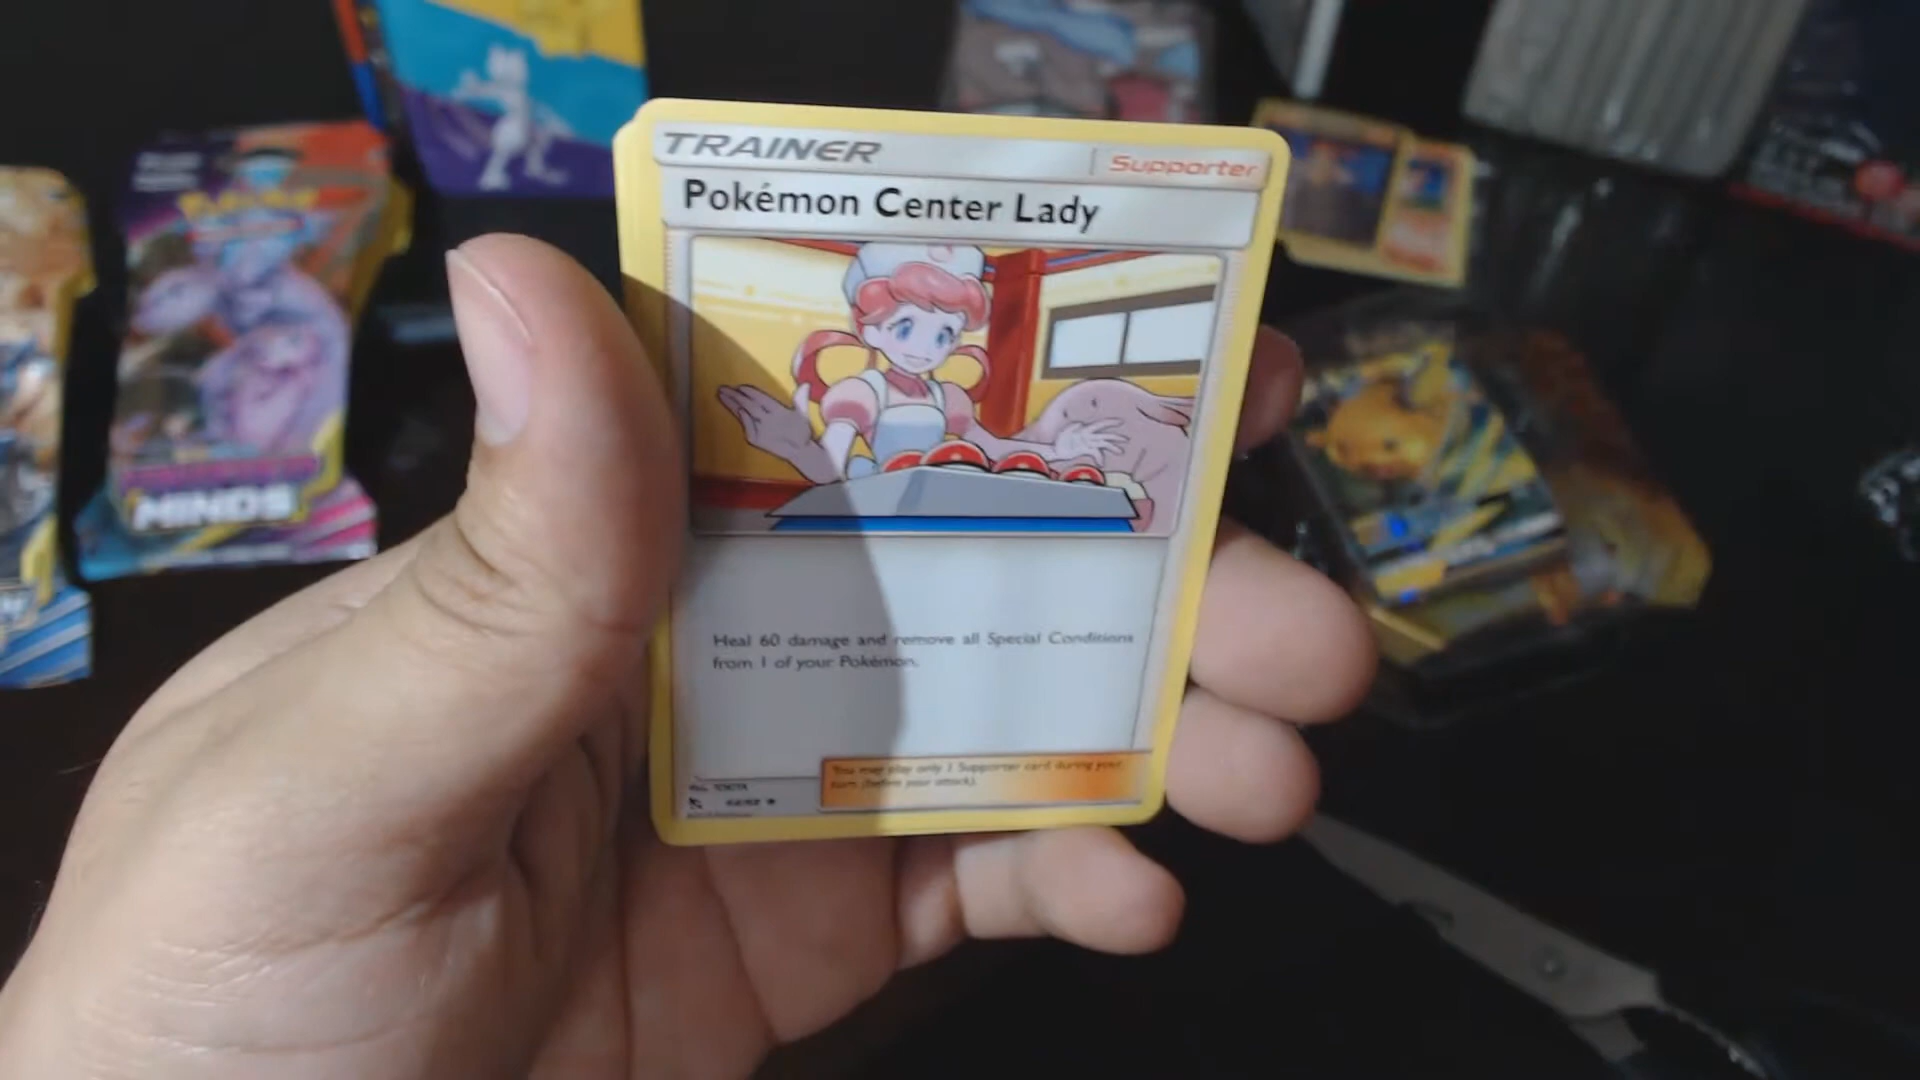 TRAINER
Supporter
Pokémon Center Lady
Heal 60 damage and remove all Special Conditions
from 1 of your Pokémon.
You may play only 1 Supporter card during your
turn (before your attack).
MINDS